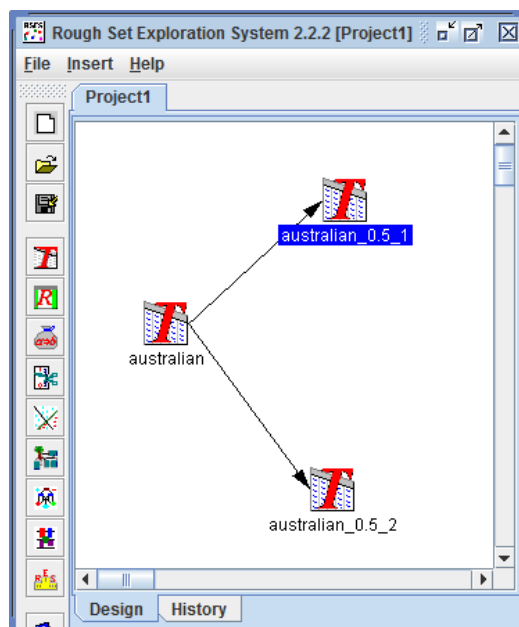 Rough Set Exploration System 2.2.2 [Project1]
File Insert Help
Project1
australian_0.5_1
australian
australian_0.5_2
Design History